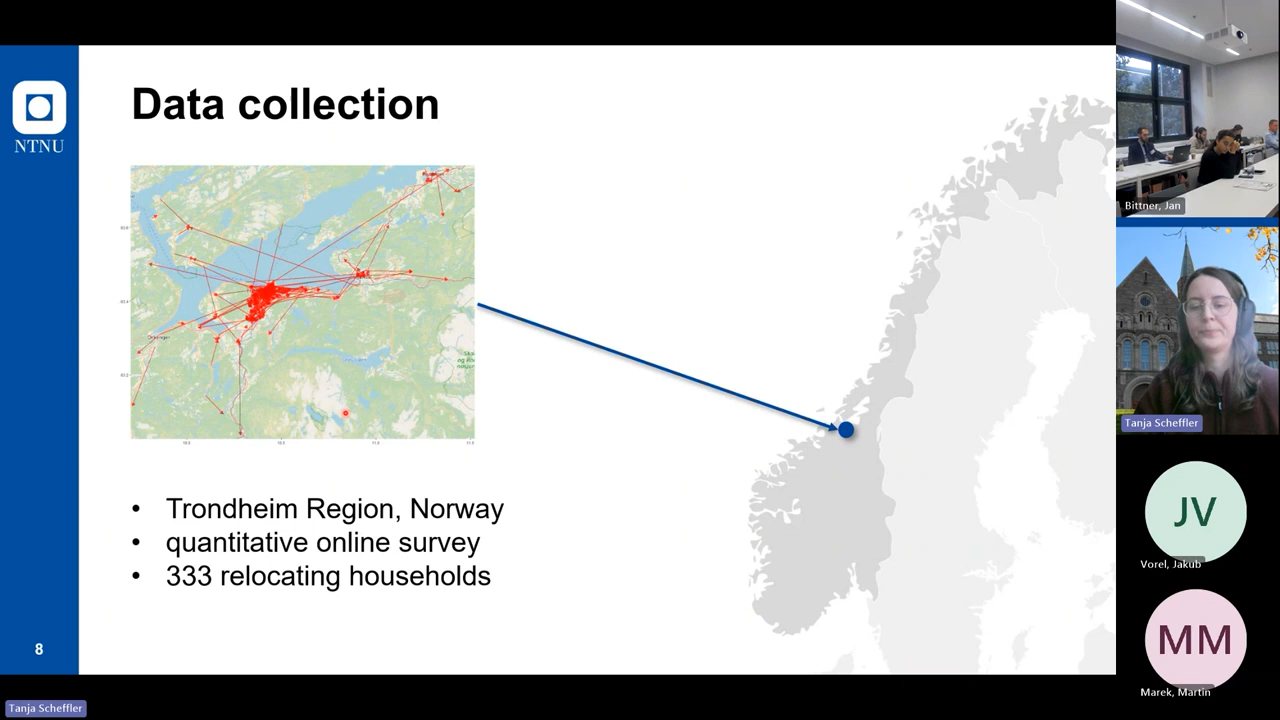 NTNU
Data collection
• Trondheim Region, Norway
• quantitative online survey
• 333 relocating households
8
Tanja Scheffler
Bittner, Jan
Tanja Scheffler
JV
Vorel, Jakub
MM
Marek, Martin